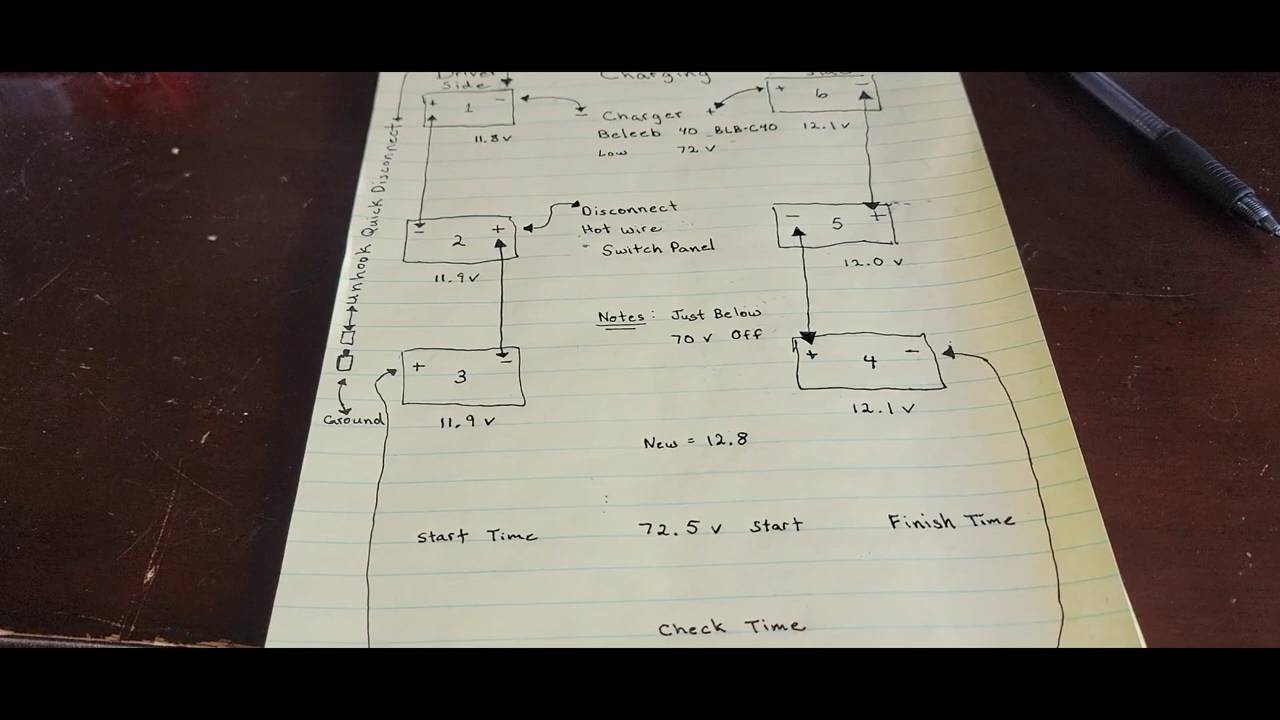 Driver
Side
Charging
Side
+ 1 -
11.8 v
- Charger +
Beleeb 40 BLB-C40
Low 72 V
+ 6 -
12.1 v
unhook Quick Disconnect
Ground
- 2 +
11.9 v
Disconnect
Hot wire
- Switch Panel
- 5 +
12.0 v
Notes: Just Below
70 v Off
+ 3 -
11.9 v
+ 4 -
12.1 v
New = 12.8
Start Time
72.5 v Start
Finish Time
Check Time